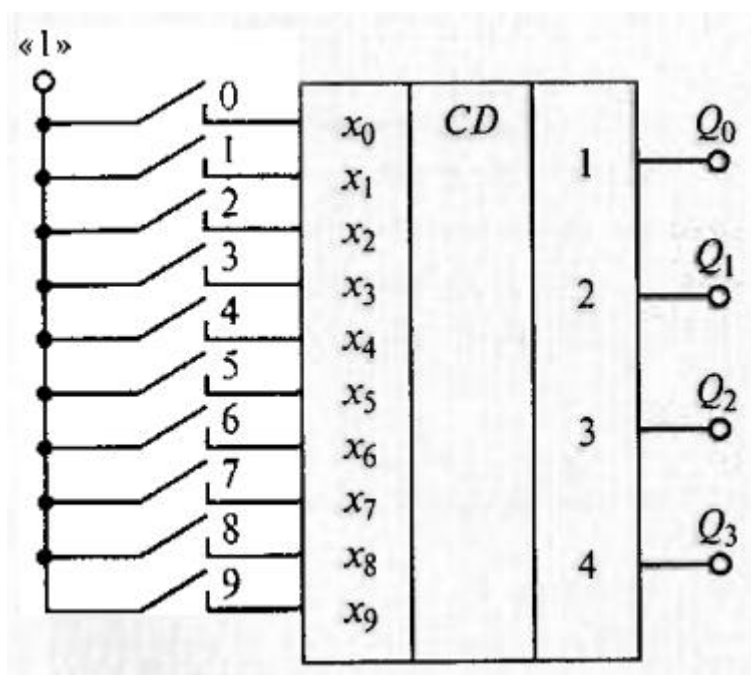 «1»
0 x₀ CD Q₀
1 x₁ 1
2 x₂
3 x₃ 2 Q₁
4 x₄
5 x₅ Q₂
6 x₆ 3
7 x₇
8 x₈ 4 Q₃
9 x₉